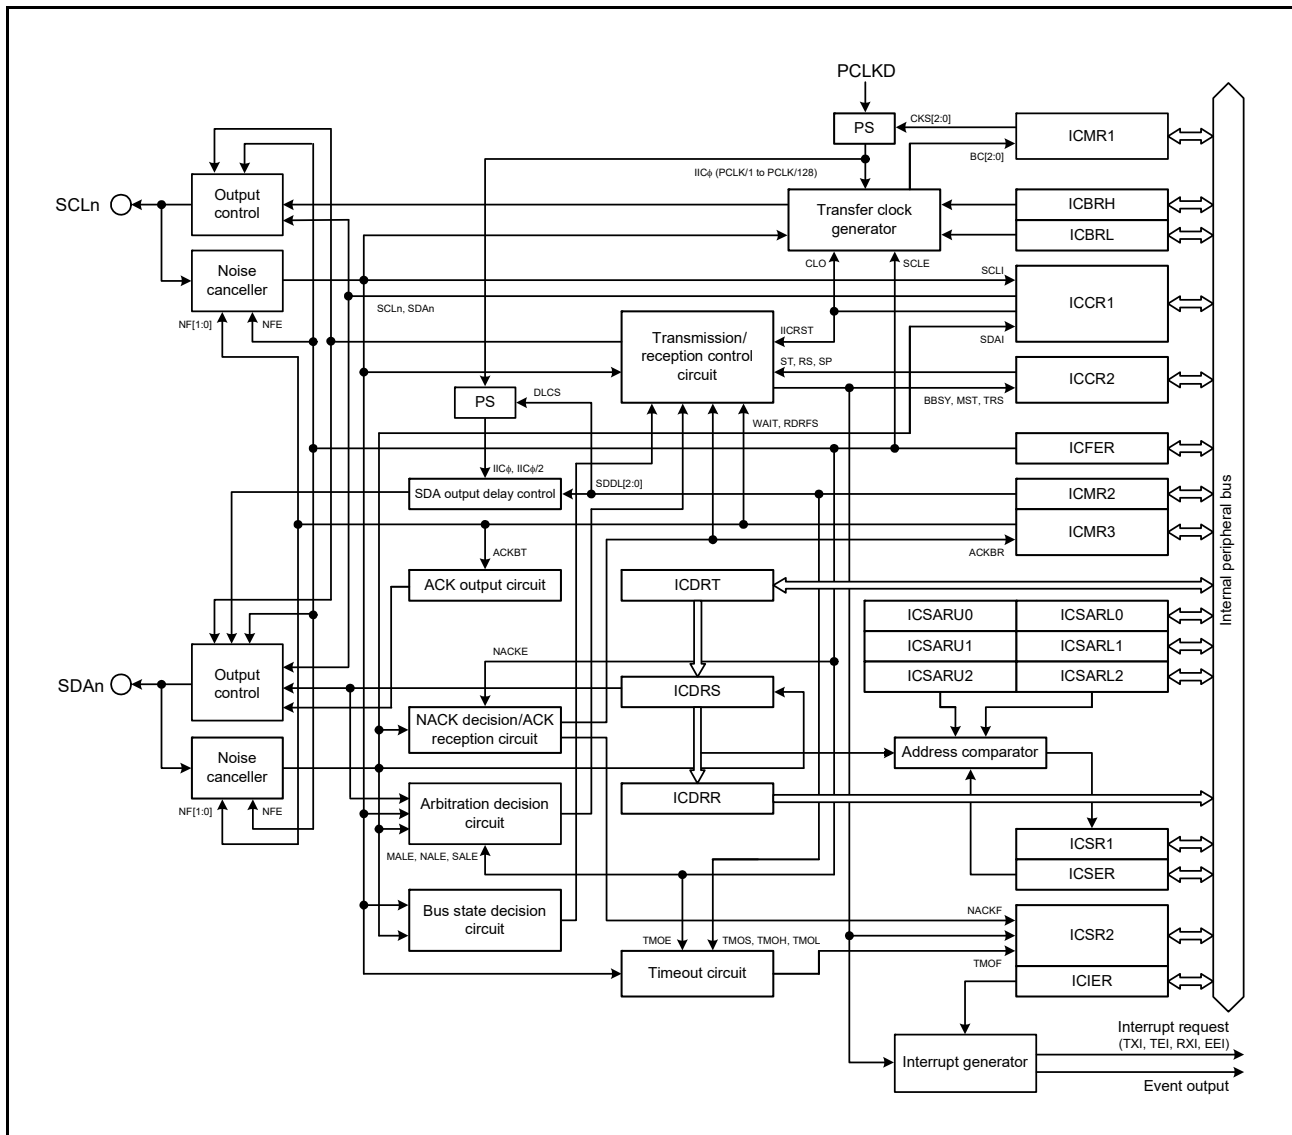 PCLKD
PS
CKS[2:0]
ICMR1
BC[2:0]
IICϕ (PCLK/1 to PCLK/128)
SCLn
Output
control
Transfer clock
generator
ICBRH
ICBRL
Noise
canceller
CLO
SCLE
SCLI
SCLn, SDAn
ICCR1
NF[1:0]
NFE
Transmission/
reception control
circuit
IICRST
SDAI
ST, RS, SP
ICCR2
BBSY, MST, TRS
PS
DLCS
WAIT, RDRFS
ICFER
IICϕ, IICϕ/2
SDA output delay control
SDDL[2:0]
ICMR2
ICMR3
ACKBT
ACKBR
Internal peripheral bus
ACK output circuit
ICDRT
ICSARU0
ICSARL0
ICSARU1
ICSARL1
ICSARU2
ICSARL2
NACKE
SDAn
Output
control
ICDRS
NACK decision/ACK
reception circuit
Address comparator
Noise
canceller
ICDRR
NF[1:0]
NFE
Arbitration decision
circuit
MALE, NALE, SALE
ICSR1
ICSER
Bus state decision
circuit
NACKF
ICSR2
TMOE
TMOS, TMOH, TMOL
TMOF
Timeout circuit
ICIER
Interrupt generator
Interrupt request
(TXI, TEI, RXI, EEI)
Event output